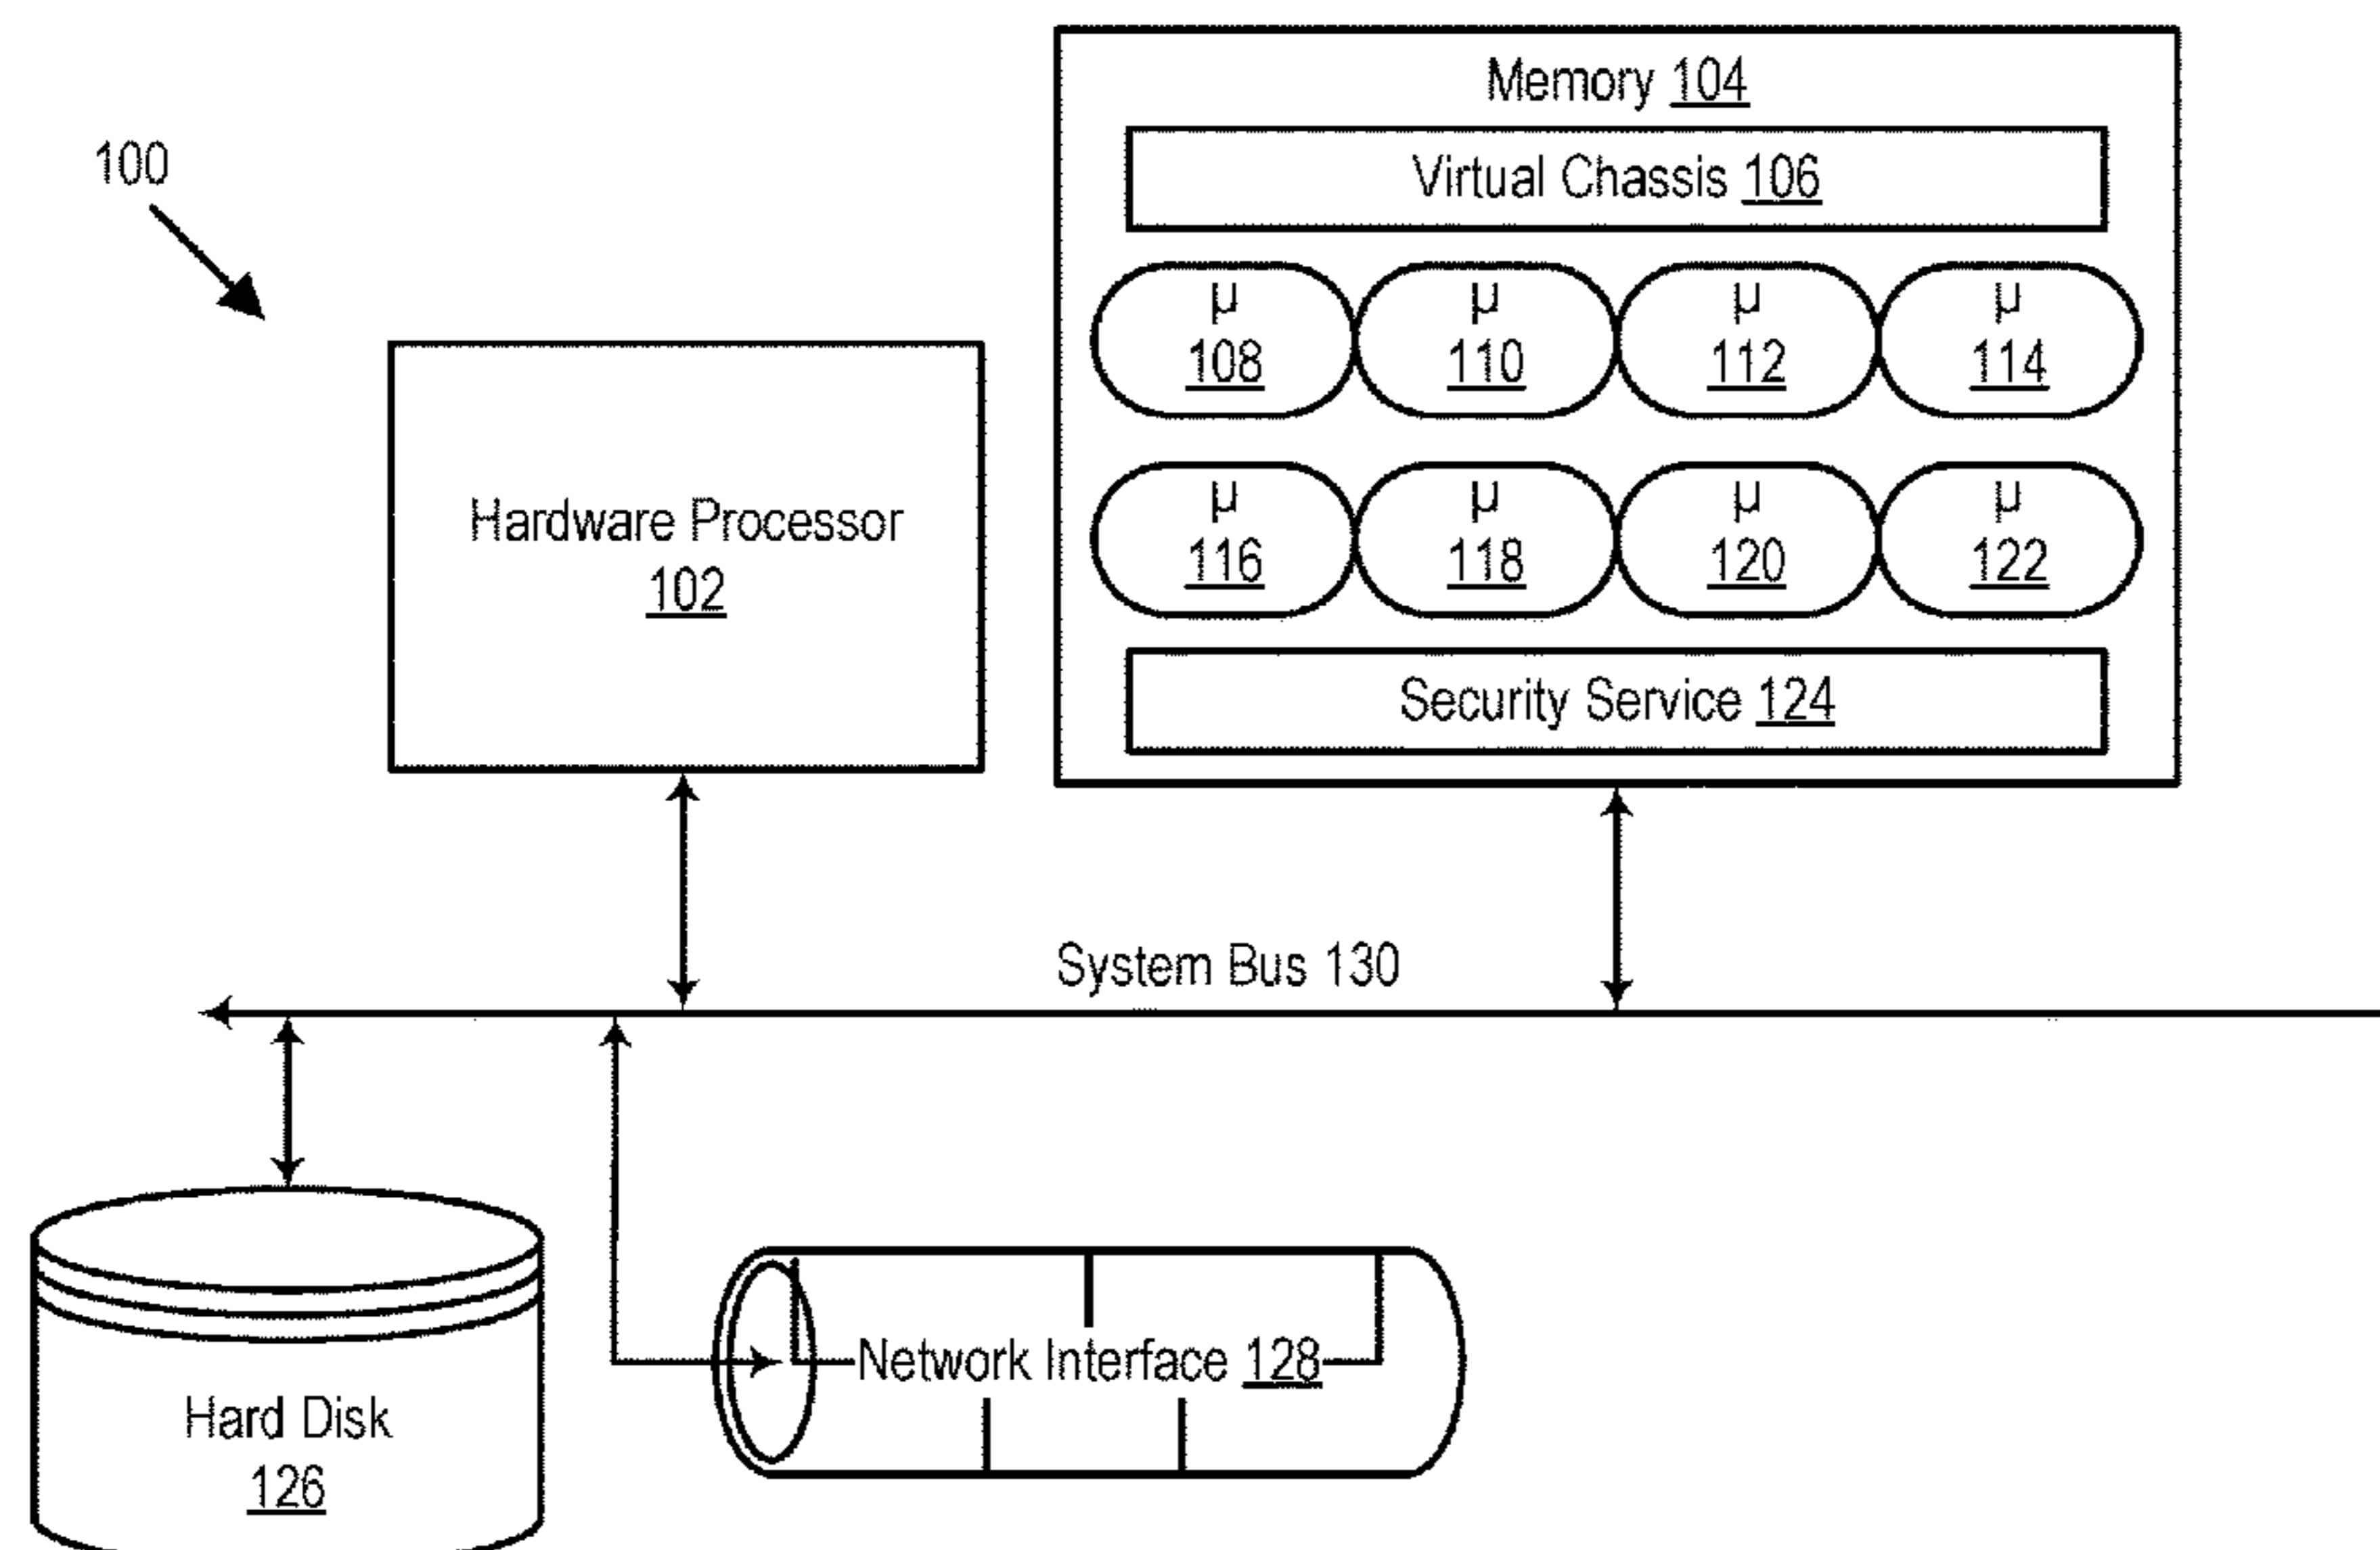 100
Memory 104
Virtual Chassis 106
µ µ µ µ
108 110 112 114
µ µ µ µ
116 118 120 122
Security Service 124
Hardware Processor
102
System Bus 130
Network Interface 128
Hard Disk
126